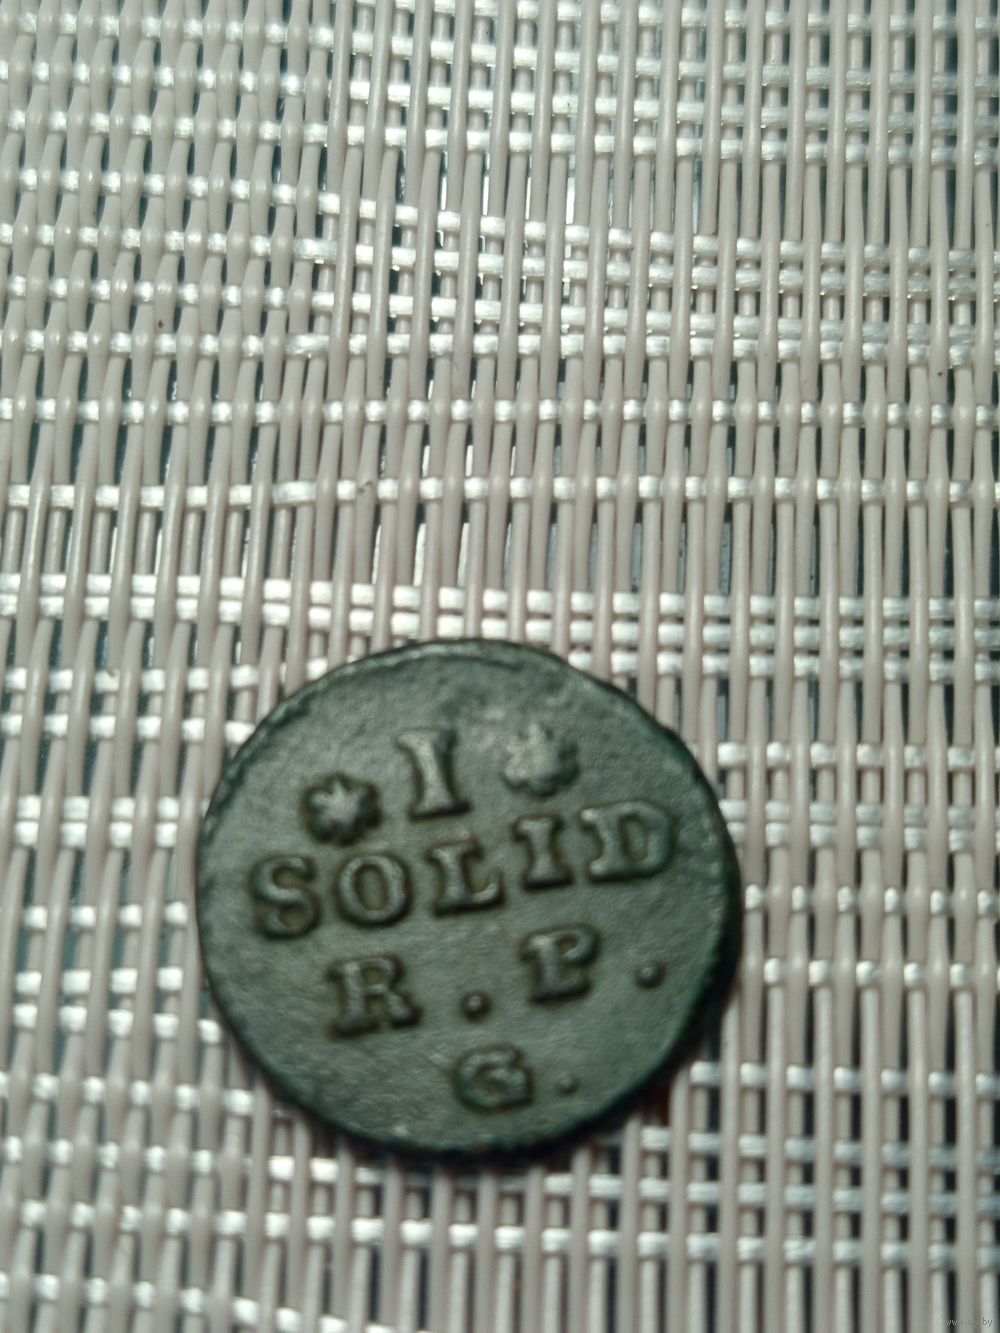 * I *
SOLID
R . P .
G .